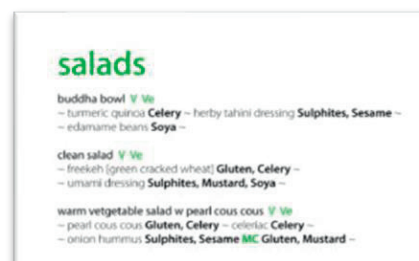 salads
buddha bowl V Ve
~ turmeric quinoa Celery ~ herby tahini dressing Sulphites, Sesame ~
~ edamame beans Soya ~
clean salad V Ve
~ freekeh [green cracked wheat] Gluten, Celery ~
~ umami dressing Sulphites, Mustard, Soya ~
warm vetgetable salad w pearl cous cous V Ve
~ pearl cous cous Gluten, Celery ~ celeriac Celery ~
~ onion hummus Sulphites, Sesame MC Gluten, Mustard ~